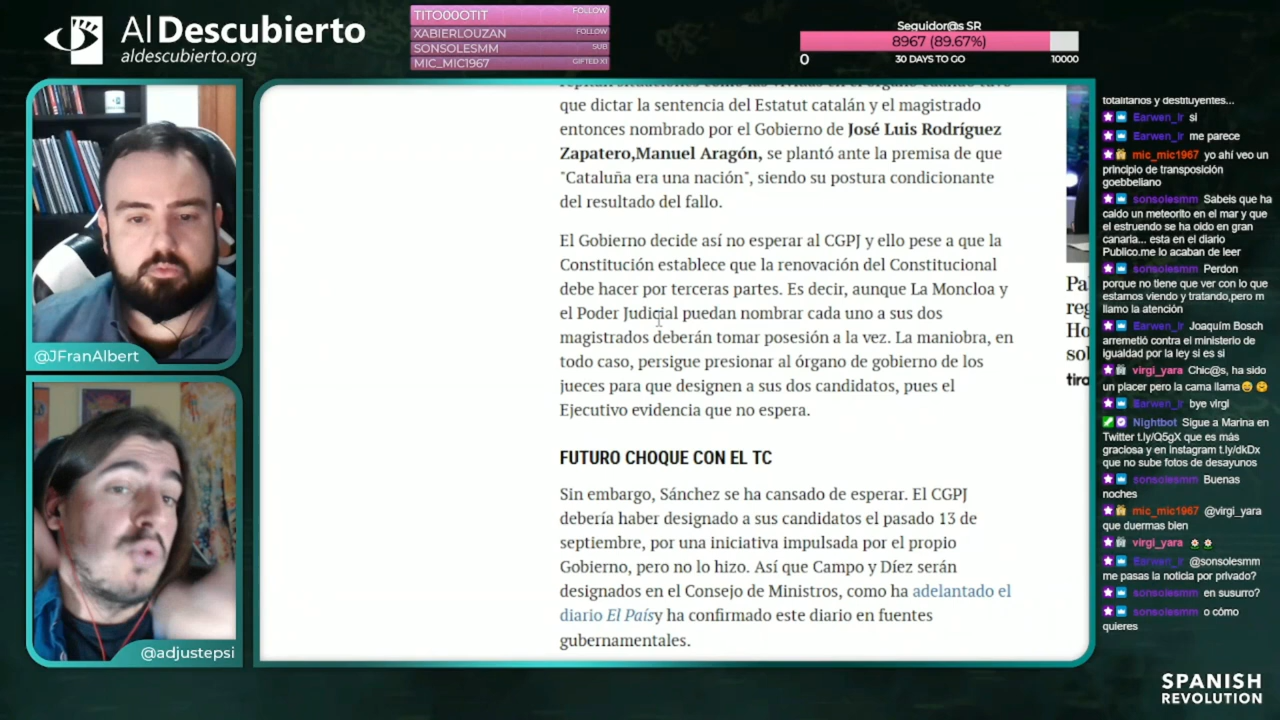 Al Descubierto
aldescubierto.org
TITO00OTIT FOLLOW
XABIERLOUZAN FOLLOW
SONSOLESMM SUB
MIC_MIC1967 GIFTED X1
Seguidor@s SR
8967 (89.67%)
0 30 DAYS TO GO 10000
@JFranAlbert
@adjustepsi
que dictar la sentencia del Estatut catalán y el magistrado
entonces nombrado por el Gobierno de José Luis Rodríguez
Zapatero,Manuel Aragón, se plantó ante la premisa de que
"Cataluña era una nación", siendo su postura condicionante
del resultado del fallo.
El Gobierno decide así no esperar al CGPJ y ello pese a que la
Constitución establece que la renovación del Constitucional
debe hacer por terceras partes. Es decir, aunque La Moncloa y
el Poder Judicial puedan nombrar cada uno a sus dos
magistrados deberán tomar posesión a la vez. La maniobra, en
todo caso, persigue presionar al órgano de gobierno de los
jueces para que designen a sus dos candidatos, pues el
Ejecutivo evidencia que no espera.
FUTURO CHOQUE CON EL TC
Sin embargo, Sánchez se ha cansado de esperar. El CGPJ
debería haber designado a sus candidatos el pasado 13 de
septiembre, por una iniciativa impulsada por el propio
Gobierno, pero no lo hizo. Así que Campo y Díez serán
designados en el Consejo de Ministros, como ha adelantado el
diario El Paísy ha confirmado este diario en fuentes
gubernamentales.
Pa
reg
Ho
sol
tira
totalitarios y destituyentes...
Earwen_ir si
Earwen_ir me parece
mic_mic1967 yo ahí veo un
principio de transposición
goebbeliano
sonsolesmm Sabeis que ha
caido un meteorito en el mar y que
el estruendo se ha oldo en gran
canaria... esta en el diario
Publico.me lo acaban de leer
sonsolesmm Perdon
porque no tiene que ver con lo que
estamos viendo y tratando,pero m
llamo la atención
Earwen_ir Joaquím Bosch
arremetió contra el ministerio de
igualdad por la ley si es si
virgi_yara Chic@s, ha sido
un placer pero la cama llama
Earwen_ir bye virgi
Nightbot Sigue a Marina en
Twitter t.ly/Q5gX que es más
graciosa y en Instagram t.ly/dkDx
que no sube fotos de desayunos
sonsolesmm Buenas
noches
mic_mic1967 @virgi_yara
que duermas bien
virgi_yara
Earwen_ir @sonsolesmm
me pasas la noticia por privado?
sonsolesmm en susurro?
sonsolesmm o cómo
quieres
SPANISH
REVOLUTION